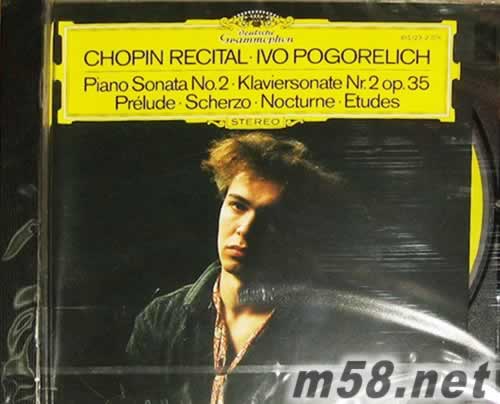 Deutsche
Grammophon
CHOPIN RECITAL · IVO POGORELICH
Piano Sonata No. 2 · Klaviersonate Nr. 2 op. 35
Prélude · Scherzo · Nocturne · Etudes
STEREO
m58.net